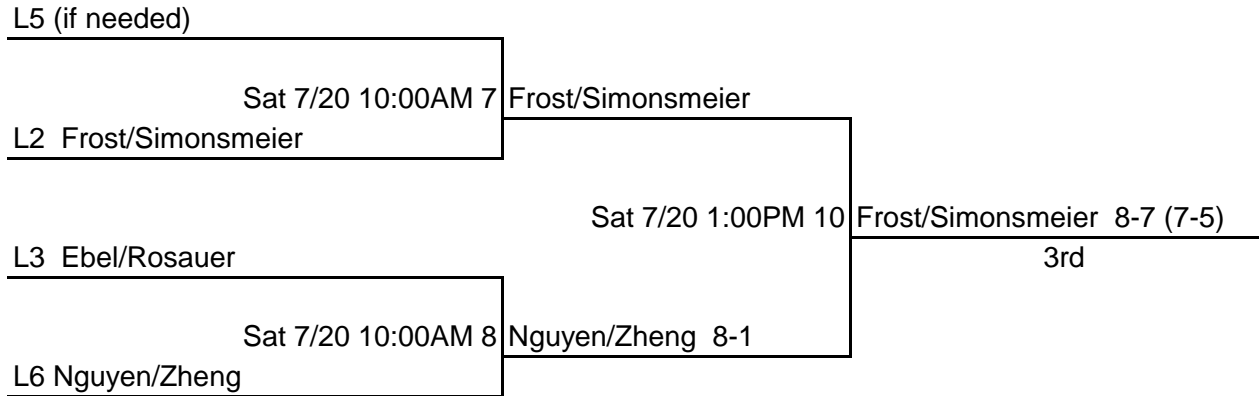 L5 (if needed)
Sat 7/20 10:00AM 7 Frost/Simonsmeier
L2 Frost/Simonsmeier
Sat 7/20 1:00PM 10 Frost/Simonsmeier 8-7 (7-5)
L3 Ebel/Rosauer
3rd
Sat 7/20 10:00AM 8 Nguyen/Zheng 8-1
L6 Nguyen/Zheng